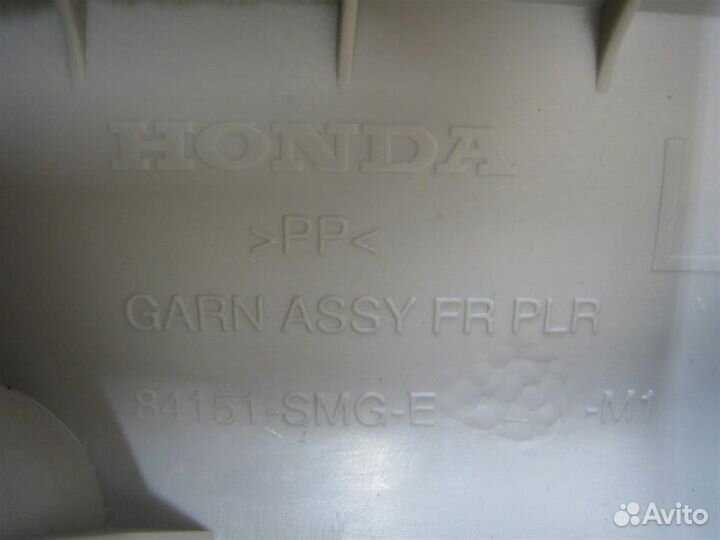 HONDA
>PP<
GARN ASSY FR PLR
84151-SMG-E -M1
Avito